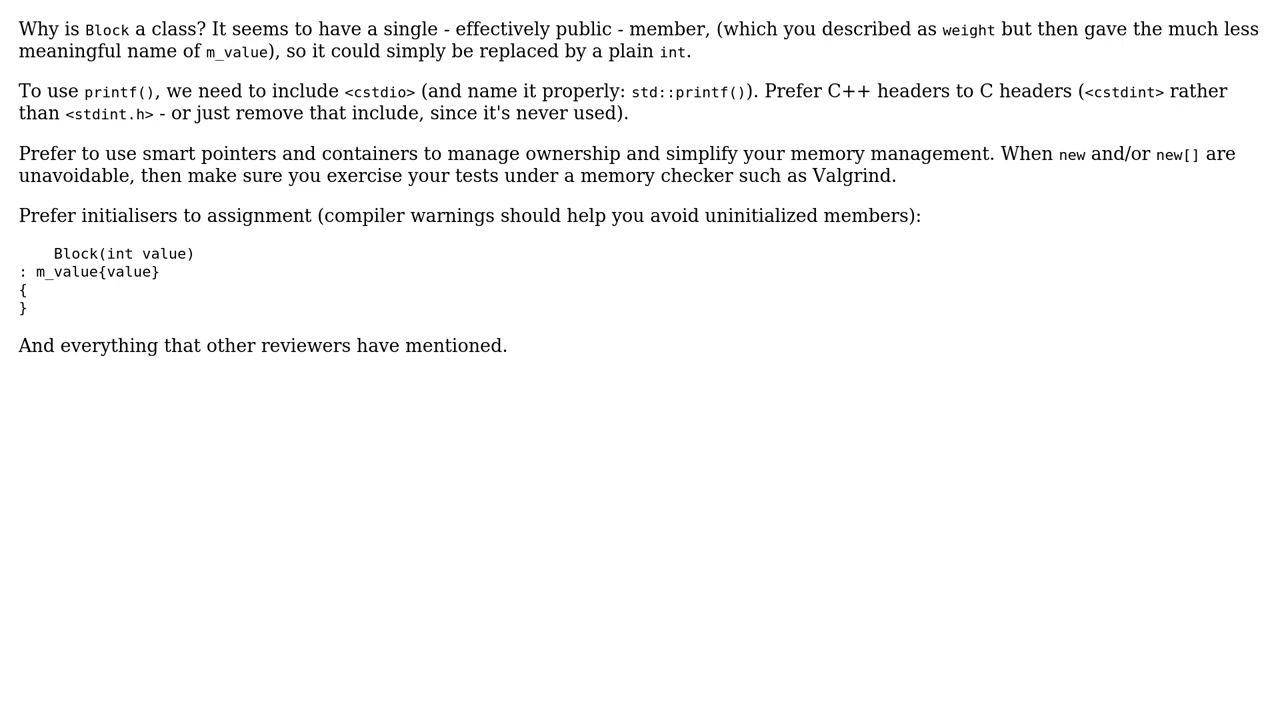 Why is Block a class? It seems to have a single - effectively public - member, (which you described as weight but then gave the much less
meaningful name of m_value), so it could simply be replaced by a plain int.
To use printf(), we need to include <cstdio> (and name it properly: std::printf()). Prefer C++ headers to C headers (<cstdint> rather
than <stdint.h> - or just remove that include, since it's never used).
Prefer to use smart pointers and containers to manage ownership and simplify your memory management. When new and/or new[] are
unavoidable, then make sure you exercise your tests under a memory checker such as Valgrind.
Prefer initialisers to assignment (compiler warnings should help you avoid uninitialized members):
    Block(int value)
: m_value{value}
{
}
And everything that other reviewers have mentioned.